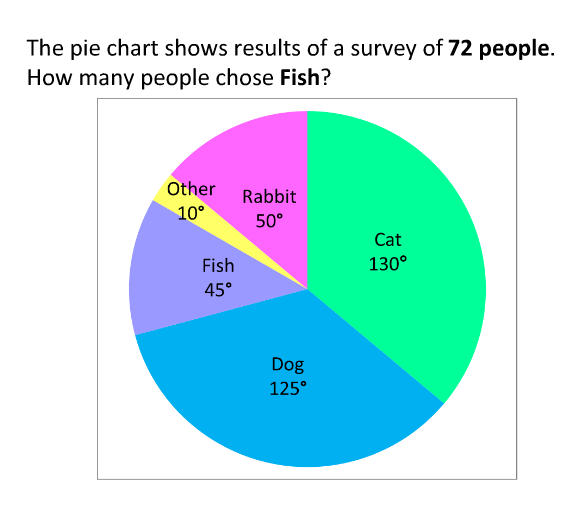 The pie chart shows results of a survey of 72 people.
How many people chose Fish?
Other
10°
Rabbit
50°
Cat
130°
Fish
45°
Dog
125°